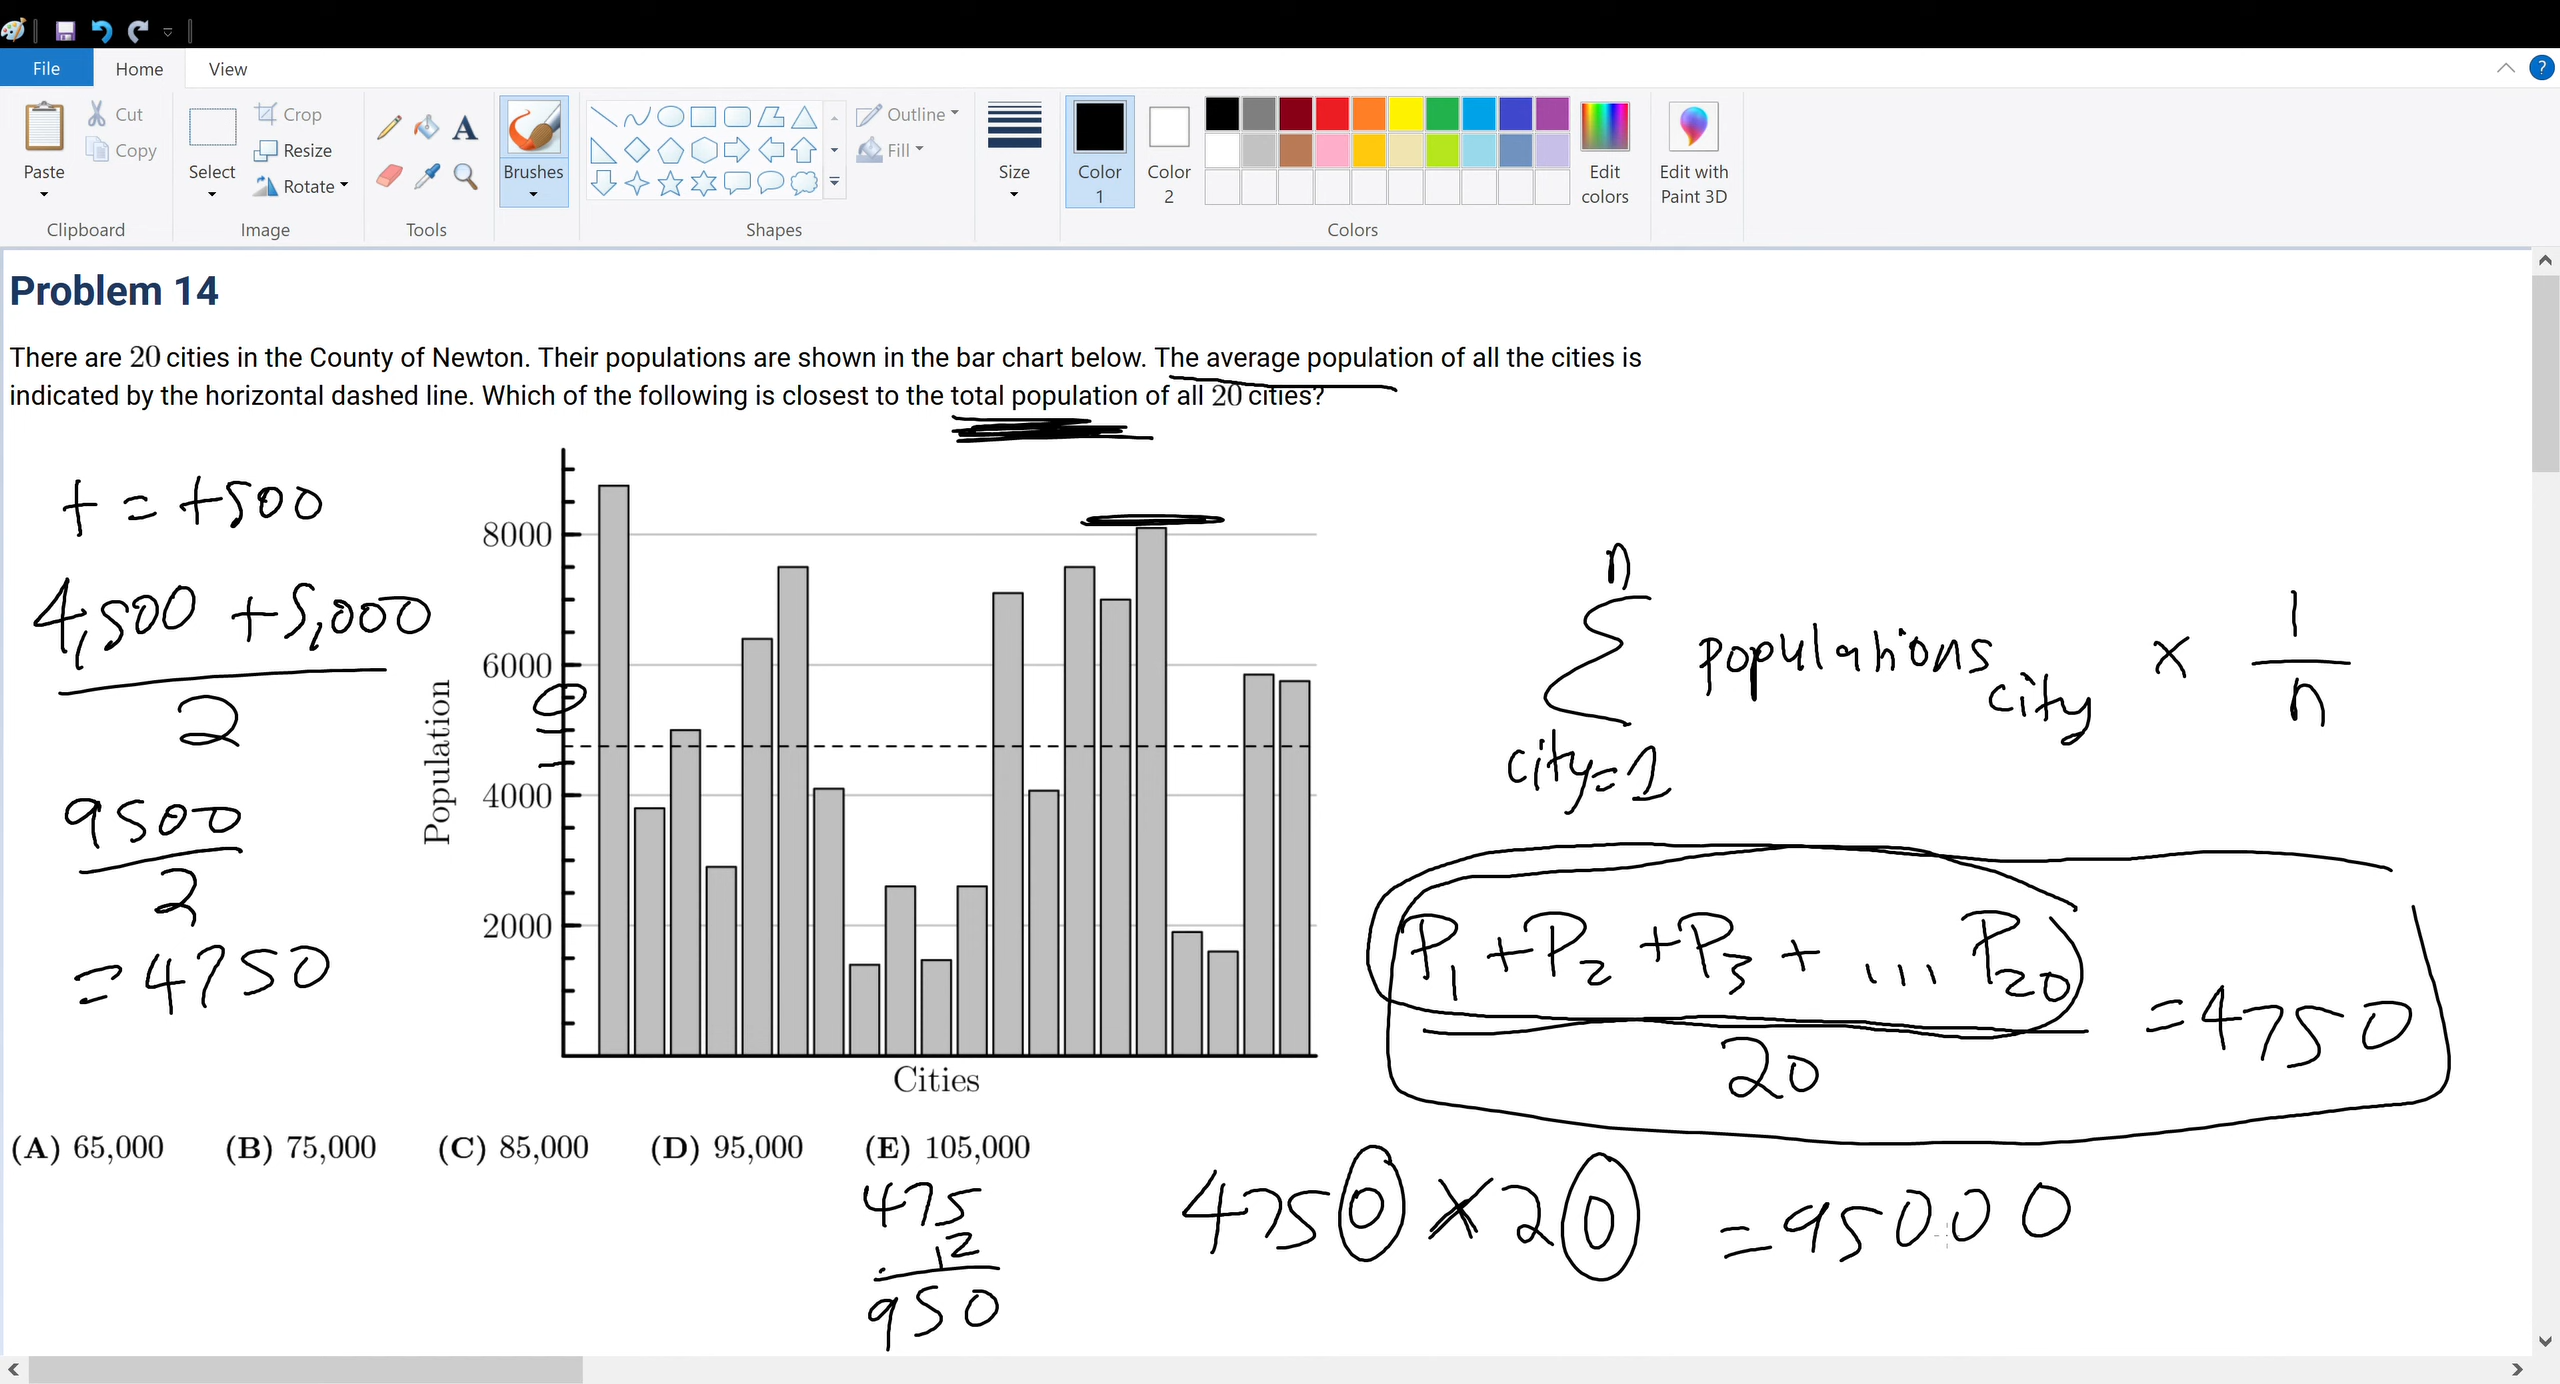 File Home View
Paste Cut Copy Select Crop Resize Rotate Brushes Outline Fill Size Color 1 Color 2 Edit colors Edit with Paint 3D
Clipboard Image Tools Shapes Colors
Problem 14
There are 20 cities in the County of Newton. Their populations are shown in the bar chart below. The average population of all the cities is
indicated by the horizontal dashed line. Which of the following is closest to the total population of all 20 cities?
+ = +500
4,500 + 5,000
2
9500
2
= 4750
8000
6000
4000
2000
Population
Cities
n
Σ populations city × 1/n
city=1
P1 + P2 + P3 + ... P20
20
= 4750
(A) 65,000 (B) 75,000 (C) 85,000 (D) 95,000 (E) 105,000
475
12
950
4750 × 20 = 95000